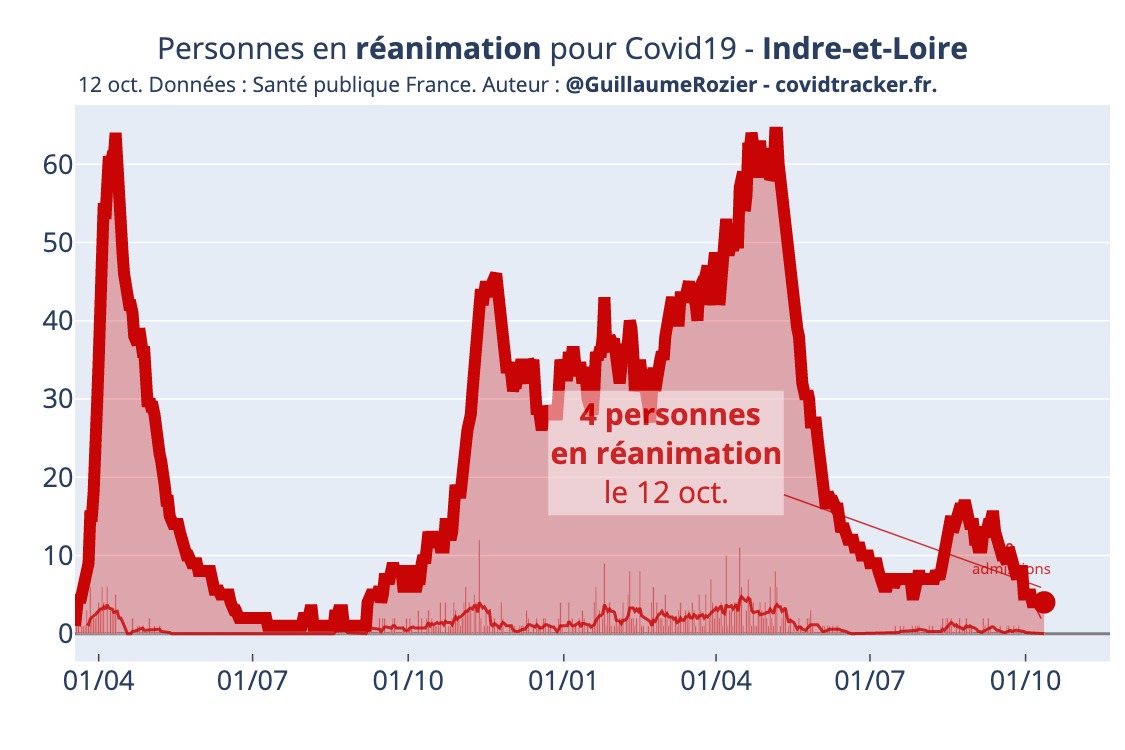 Personnes en réanimation pour Covid19 - Indre-et-Loire
12 oct. Données : Santé publique France. Auteur : @GuillaumeRozier - covidtracker.fr.
60
50
40
30
20
10
0
4 personnes
en réanimation
le 12 oct.
admissions
01/04
01/07
01/10
01/01
01/04
01/07
01/10